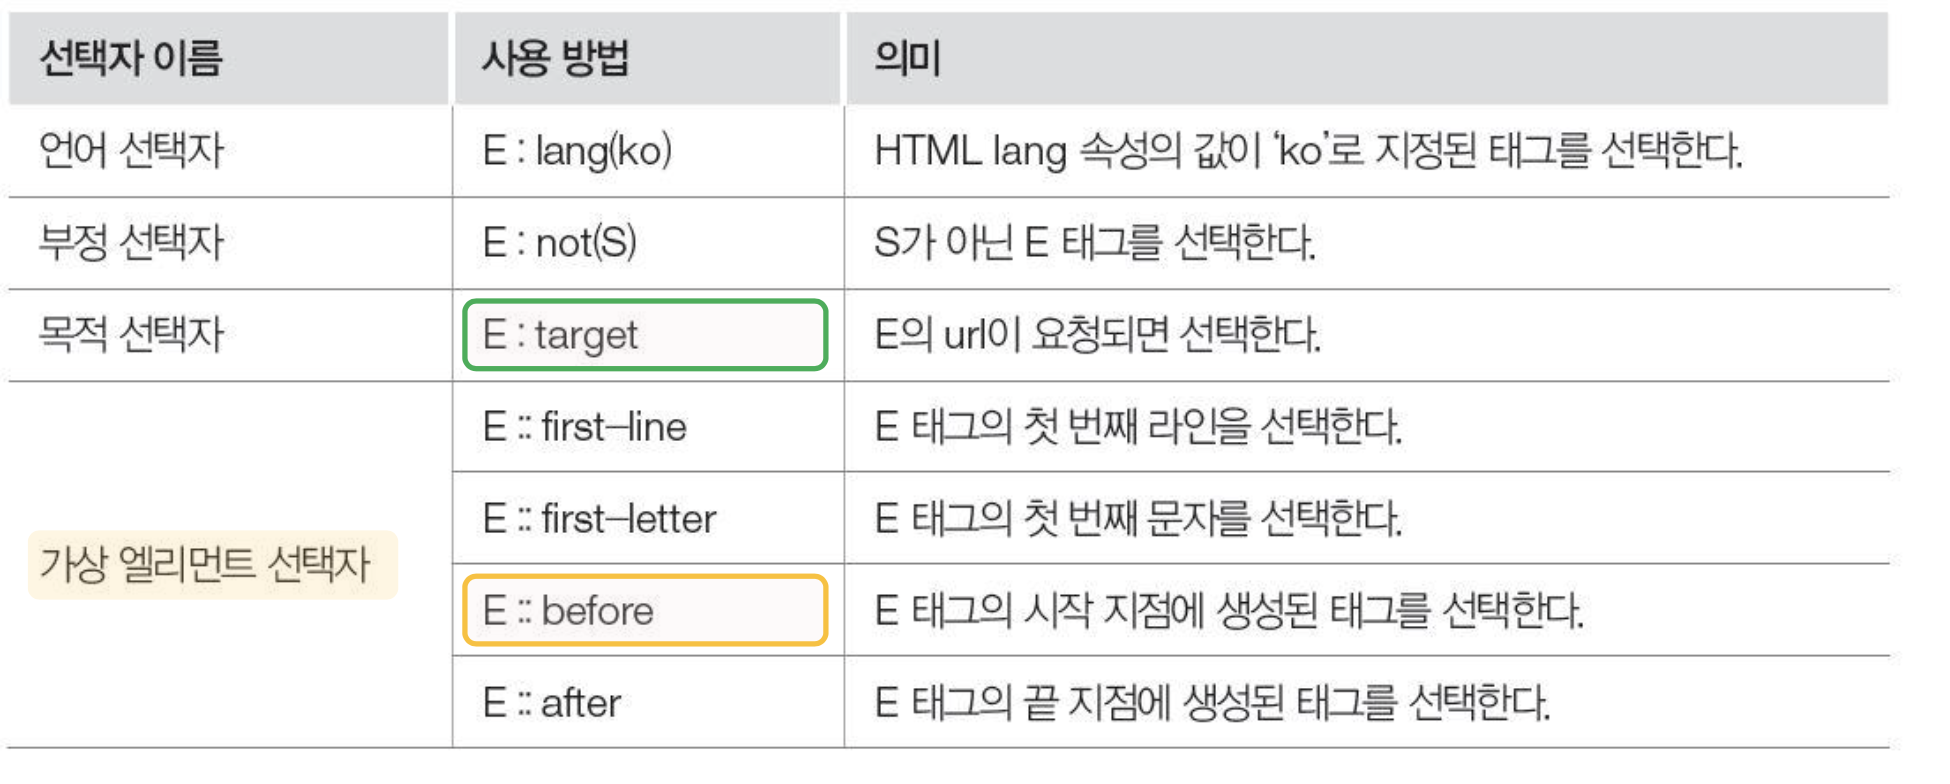 선택자 이름 사용 방법 의미
언어 선택자 E : lang(ko) HTML lang 속성의 값이 ‘ko’로 지정된 태그를 선택한다.
부정 선택자 E : not(S) S가 아닌 E 태그를 선택한다.
목적 선택자 E : target E의 url이 요청되면 선택한다.
E :: first–line E 태그의 첫 번째 라인을 선택한다.
E :: first–letter E 태그의 첫 번째 문자를 선택한다.
가상 엘리먼트 선택자
E :: before E 태그의 시작 지점에 생성된 태그를 선택한다.
E :: after E 태그의 끝 지점에 생성된 태그를 선택한다.